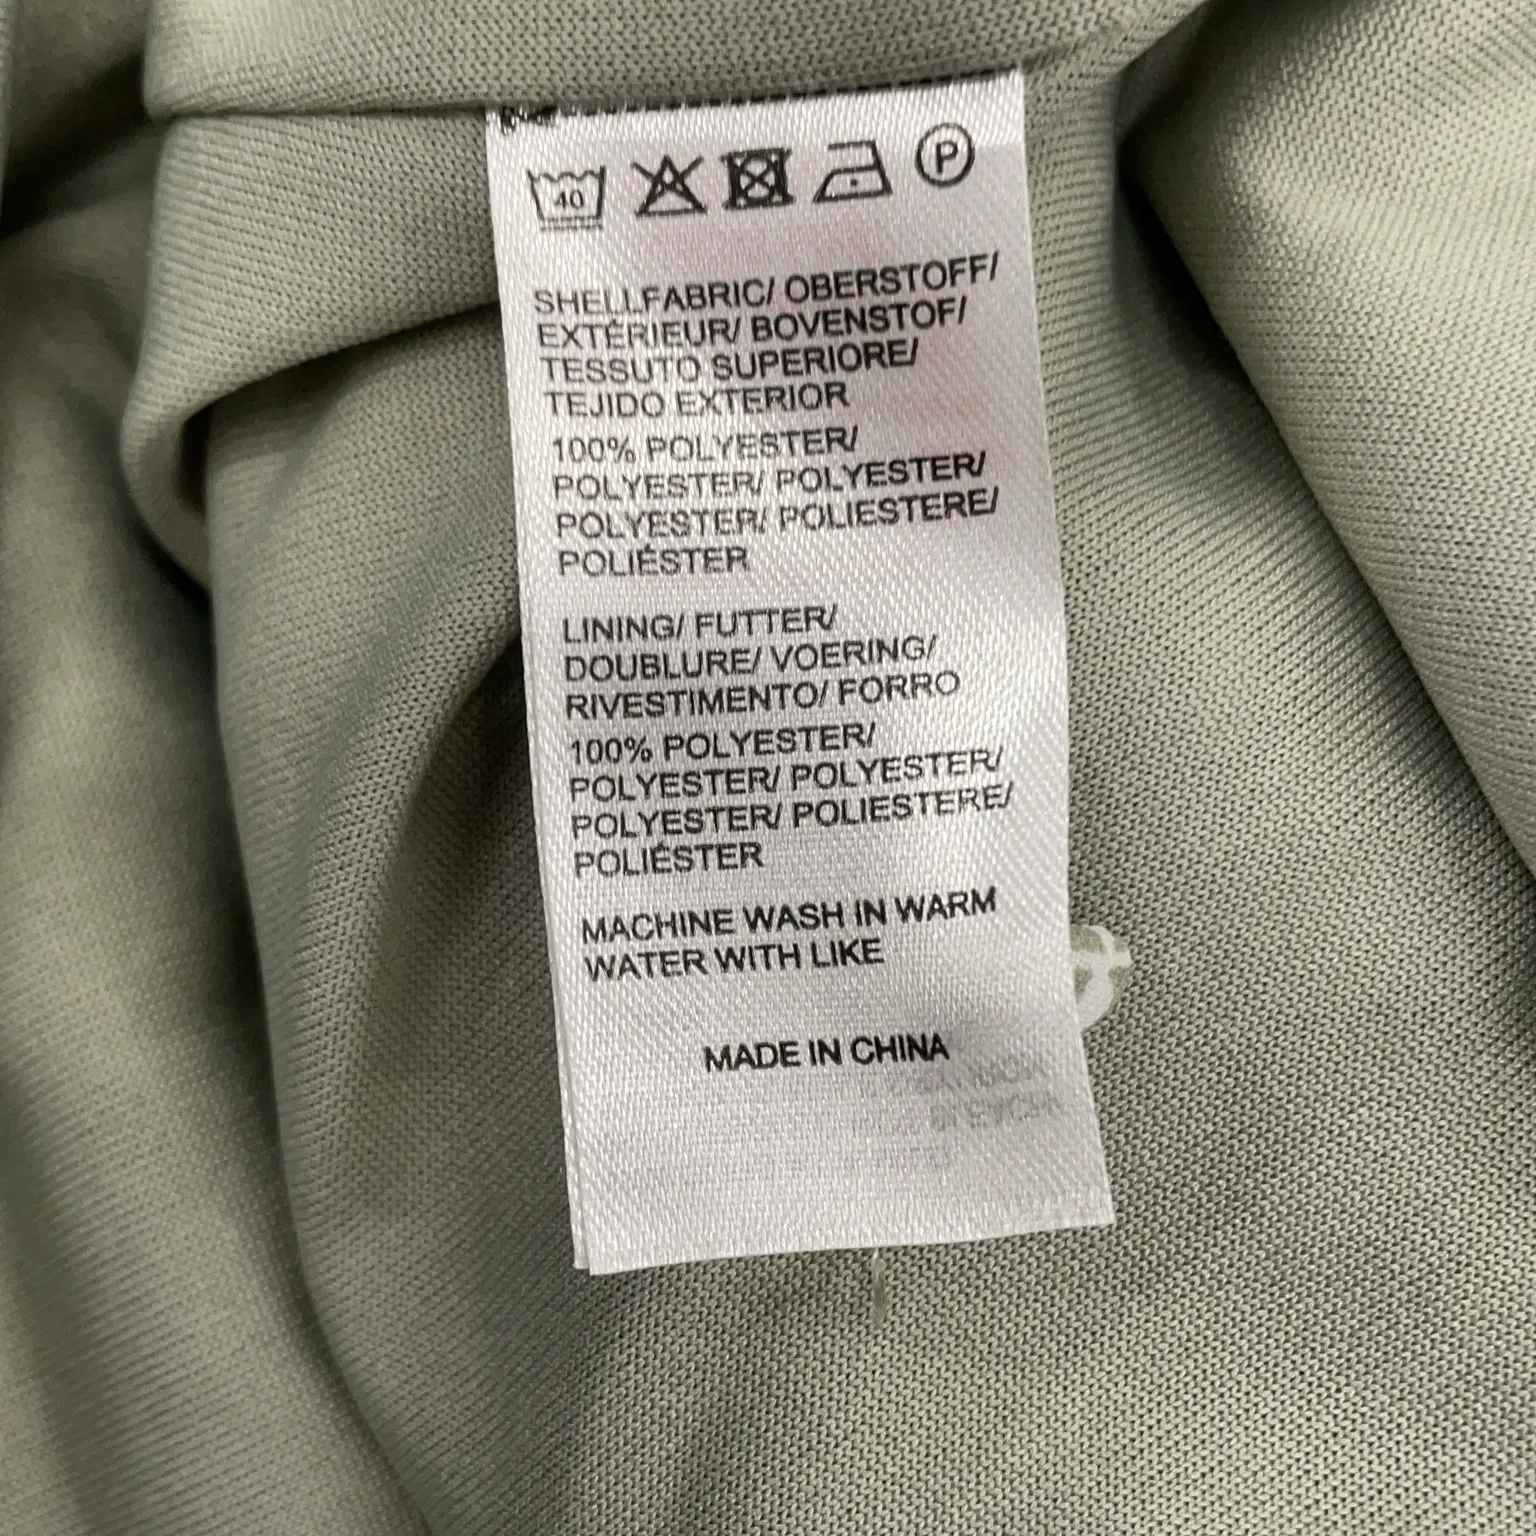 40
P
SHELLFABRIC/ OBERSTOFF/
EXTÉRIEUR/ BOVENSTOF/
TESSUTO SUPERIORE/
TEJIDO EXTERIOR
100% POLYESTER/
POLYESTER/ POLYESTER/
POLYESTER/ POLIESTERE/
POLIÉSTER
LINING/ FUTTER/
DOUBLURE/ VOERING/
RIVESTIMENTO/ FORRO
100% POLYESTER/
POLYESTER/ POLYESTER/
POLYESTER/ POLIESTERE/
POLIÉSTER
MACHINE WASH IN WARM
WATER WITH LIKE
MADE IN CHINA